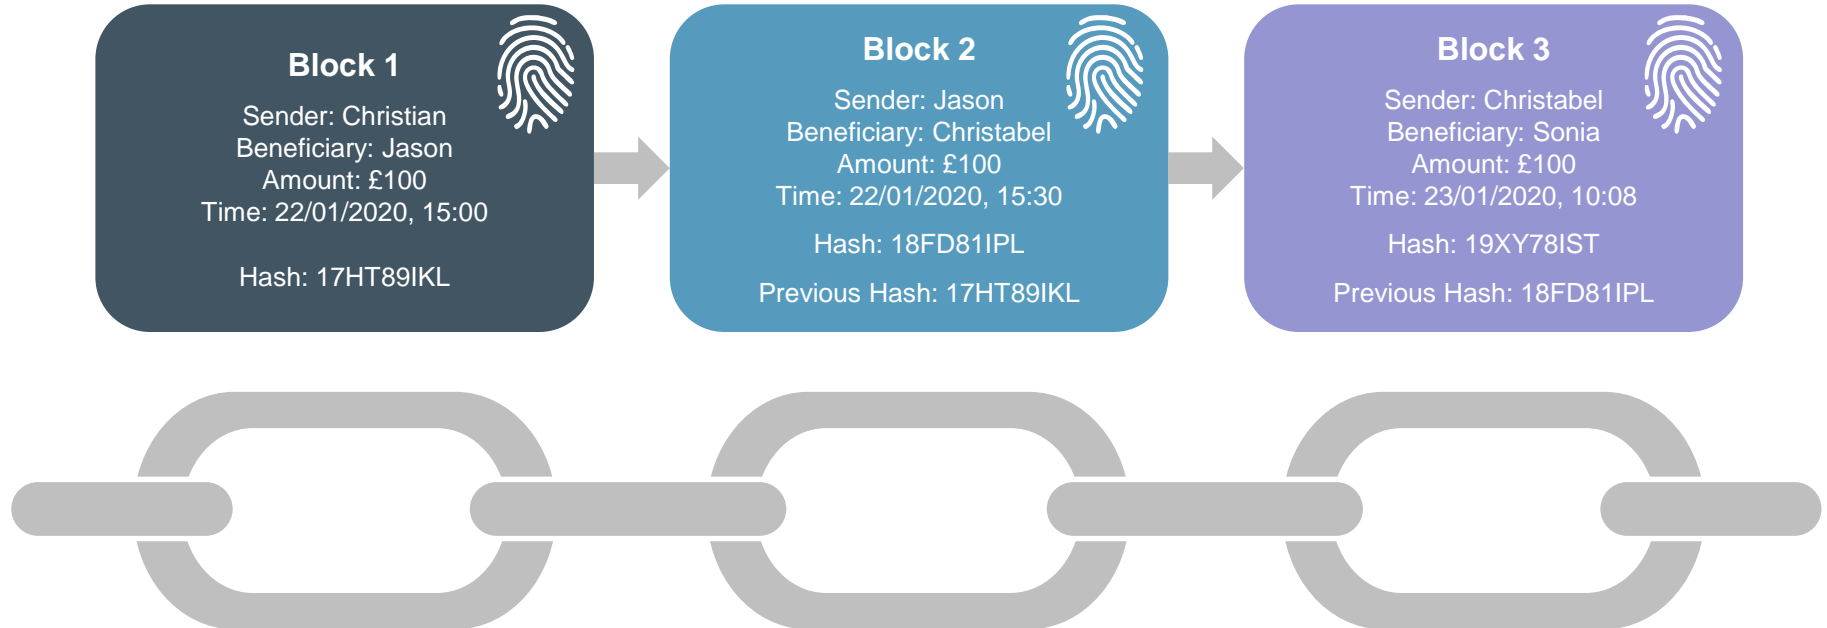 Block 1
Sender: Christian
Beneficiary: Jason
Amount: £100
Time: 22/01/2020, 15:00
Hash: 17HT89IKL
Block 2
Sender: Jason
Beneficiary: Christabel
Amount: £100
Time: 22/01/2020, 15:30
Hash: 18FD81IPL
Previous Hash: 17HT89IKL
Block 3
Sender: Christabel
Beneficiary: Sonia
Amount: £100
Time: 23/01/2020, 10:08
Hash: 19XY78IST
Previous Hash: 18FD81IPL